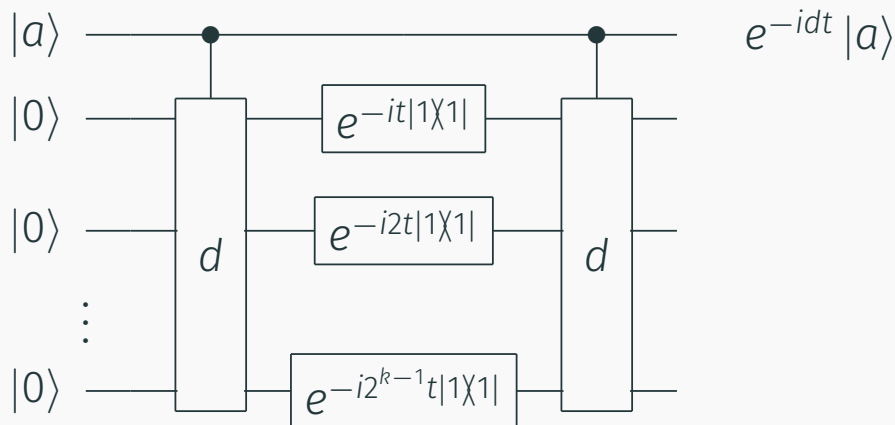 |a⟩ e^{-idt} |a⟩
|0⟩ e^{-it|1⟩⟨1|}
|0⟩ d e^{-i2t|1⟩⟨1|} d
⋮
|0⟩ e^{-i2^{k-1}t|1⟩⟨1|}